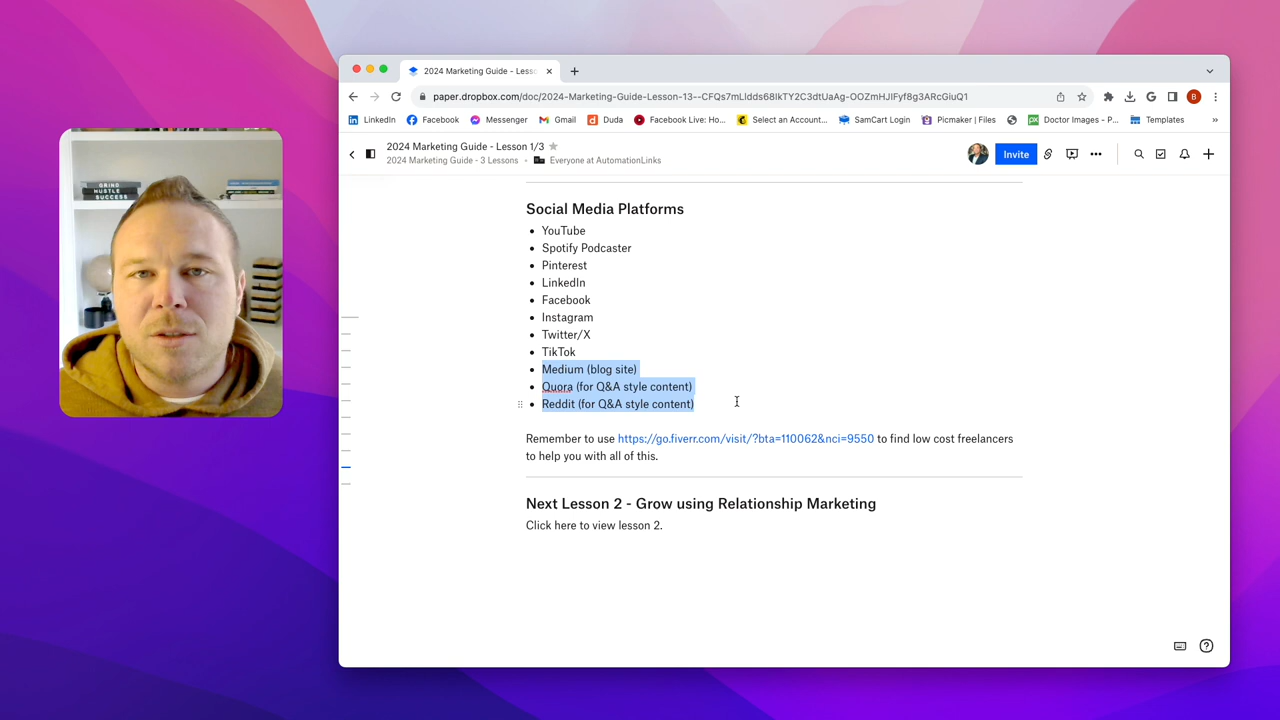 GRIND
HUSTLE
SUCCESS
2024 Marketing Guide - Lesso
paper.dropbox.com/doc/2024-Marketing-Guide-Lesson-13--CFQs7mLldds68lkTY2C3dtUaAg-OOZmHJIFyf8g3ARcGiuQ1
B
LinkedIn Facebook Messenger Gmail Duda Facebook Live: Ho... Select an Account... SamCart Login Picmaker | Files Doctor Images - P... Templates »
2024 Marketing Guide - Lesson 1/3
2024 Marketing Guide - 3 Lessons • Everyone at AutomationLinks
Invite
Social Media Platforms
• YouTube
• Spotify Podcaster
• Pinterest
• LinkedIn
• Facebook
• Instagram
• Twitter/X
• TikTok
• Medium (blog site)
• Quora (for Q&A style content)
• Reddit (for Q&A style content)
Remember to use https://go.fiverr.com/visit/?bta=110062&nci=9550 to find low cost freelancers
to help you with all of this.
Next Lesson 2 - Grow using Relationship Marketing
Click here to view lesson 2.